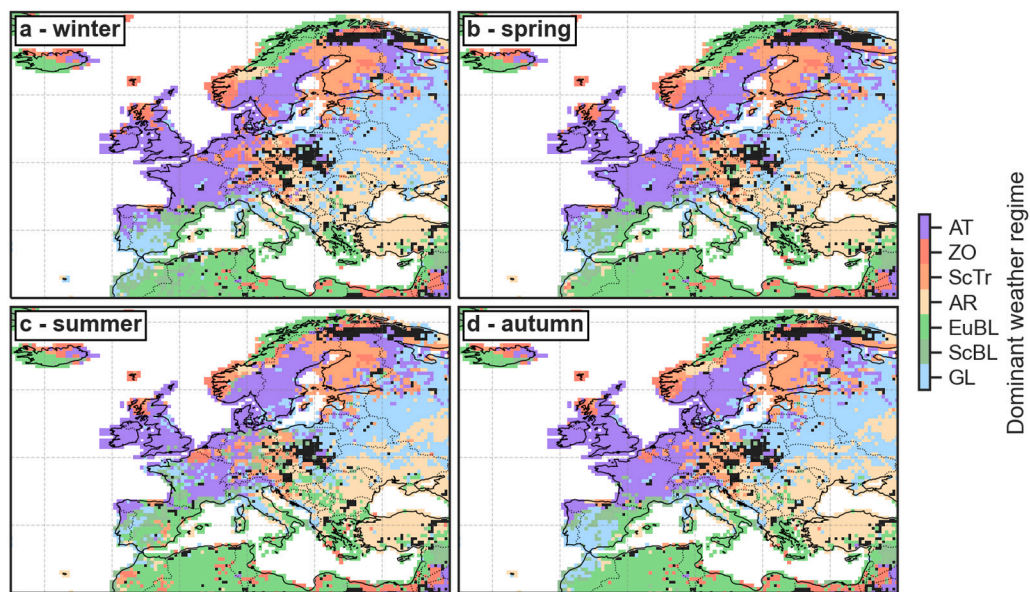 a - winter
b - spring
c - summer
d - autumn
AT
ZO
ScTr
AR
EuBL
ScBL
GL
Dominant weather regime